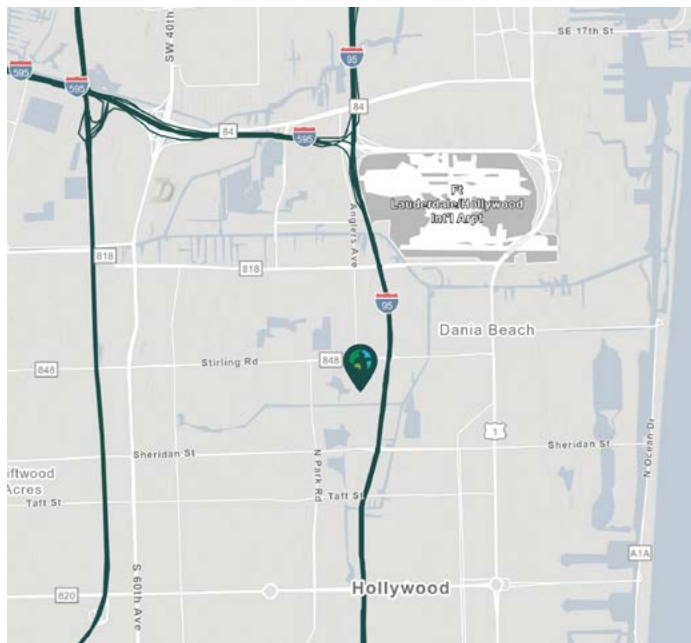 SE 17th St
SW 40th
95
595
595
84
84
595
Ft
Lauderdale/Hollywood
Int'l Arpt
Anglers Ave
818
818
95
Dania Beach
Stirling Rd
848
848
1
Sheridan St
Sheridan St
N Ocean Dr
iftwood
Acres
N Park Rd
Taft St
Taft St
A1A
S 60th Ave
820
Hollywood